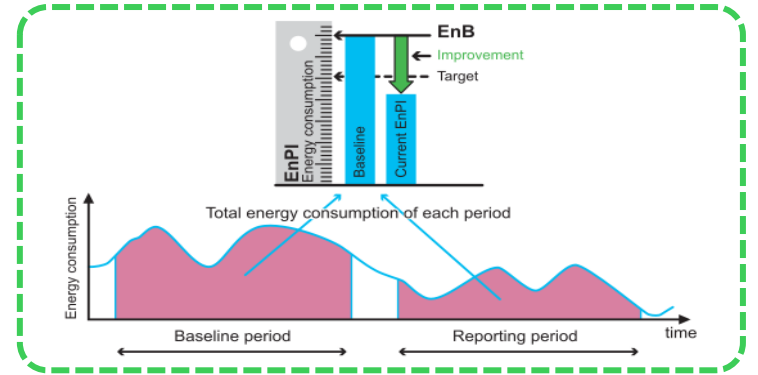 EnB
Improvement
Target
EnPI
Energy consumption
Baseline
Current EnPI
Total energy consumption of each period
Energy consumption
time
Baseline period
Reporting period